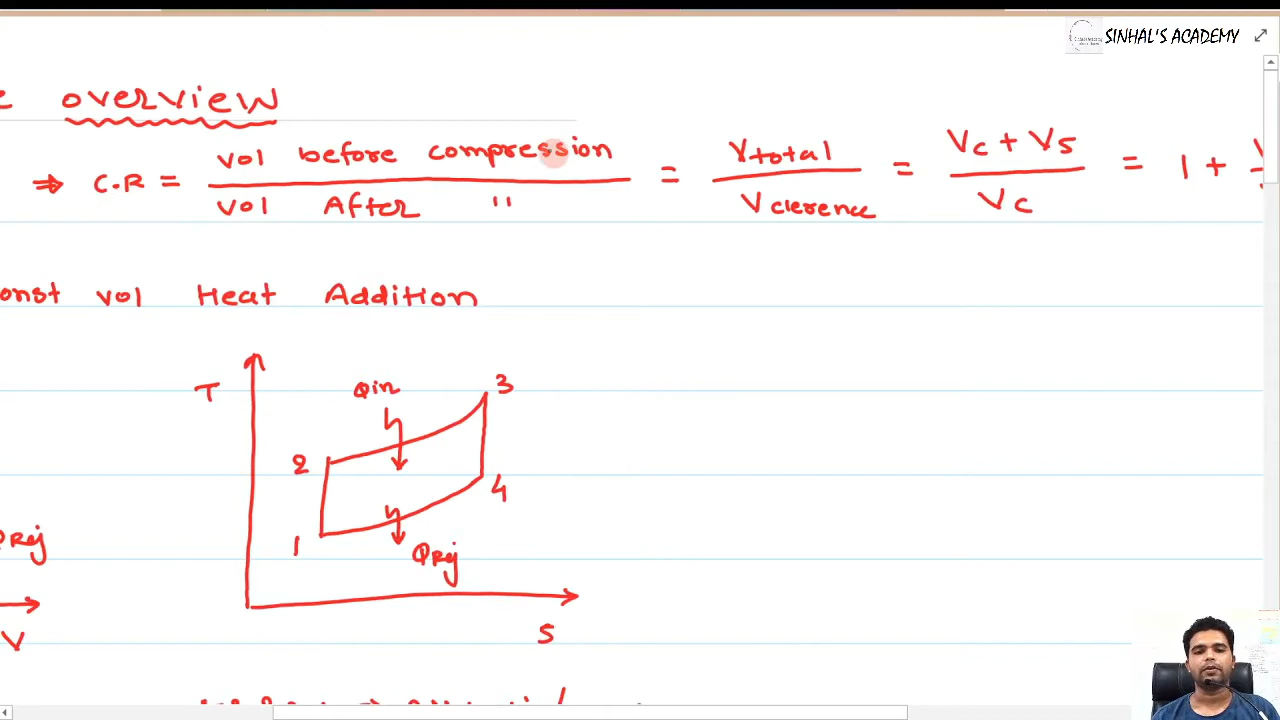 SINHAL'S ACADEMY
e overview
⇒ C.R = vol before compression / vol After " = Vtotal / Vclerence = Vc + Vs / Vc = 1 +
onst vol Heat Addition
T
Qin
3
2
4
1
QRej
QRej
V
S